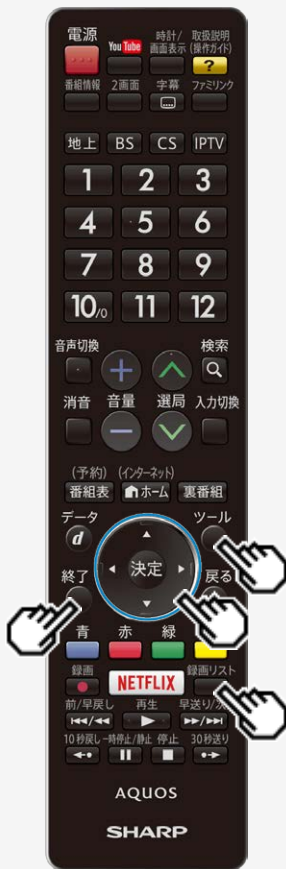 電源
YouTube
時計/
画面表示
取扱説明
(操作ガイド)
?
番組情報 2画面 字幕 ファミリンク
地上 BS CS IPTV
1 2 3
4 5 6
7 8 9
10/0 11 12
音声切換 検索
+
消音 音量 選局 入力切換
−
(予約) (インターネット)
番組表 ホーム 裏番組
データ ツール
d
決定
終了 戻る
青 赤 緑
録画 録画リスト
NETFLIX
前/早戻し 再生 早送り/次
10秒戻し 一時停止/静止 停止 30秒送り
AQUOS
SHARP